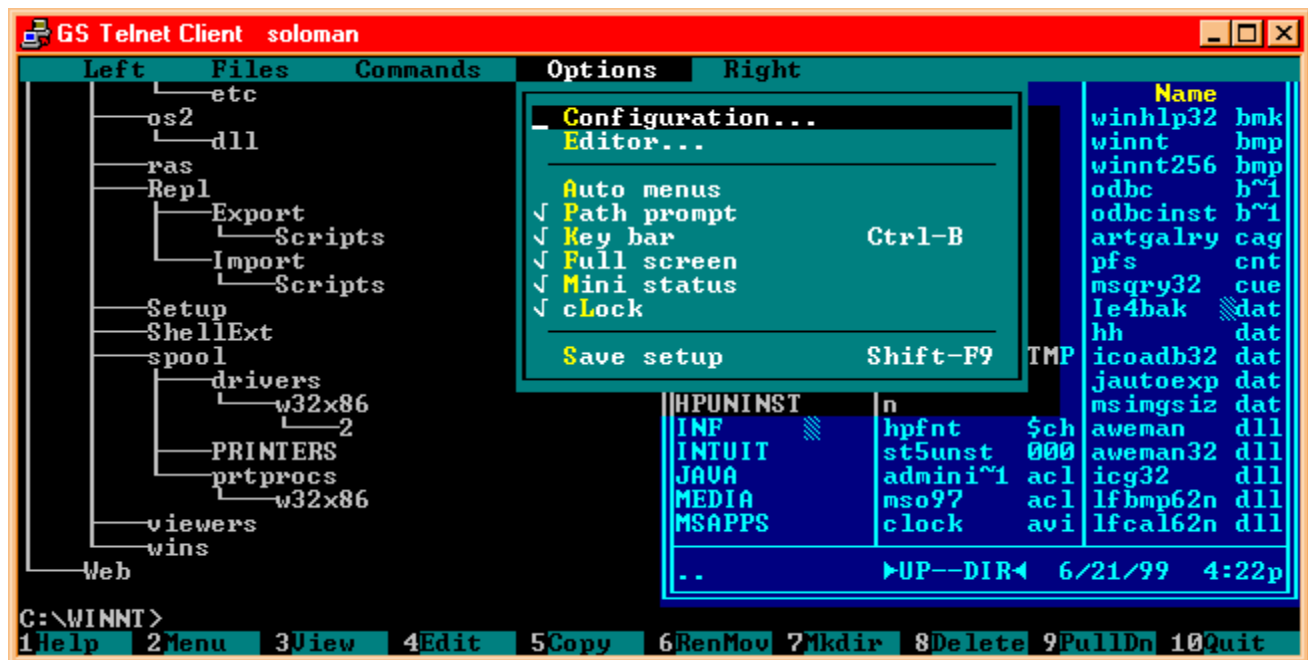 GS Telnet Client soloman
Left Files Commands Options Right
etc Name
os2 Configuration... winhlp32 bmk
dll Editor... winnt bmp
ras winnt256 bmp
Repl Auto menus odbc b~1
Export √ Path prompt odbcinst b~1
Scripts √ Key bar Ctrl-B artgalry cag
Import √ Full screen pfs cnt
Scripts √ Mini status msqry32 cue
Setup √ cLock Ie4bak dat
ShellExt hh dat
spool Save setup Shift-F9 TMP icoadb32 dat
drivers jautoexp dat
w32x86 HPUNINST n msimgsiz dat
2 INF hpfnt $ch aweman dll
PRINTERS INTUIT st5unst 000 aweman32 dll
prtprocs JAVA admini~1 acl icg32 dll
w32x86 MEDIA mso97 acl lfbmp62n dll
viewers MSAPPS clock avi lfcal62n dll
wins
Web .. ►UP--DIR◄ 6/21/99 4:22p
C:\WINNT>
1Help 2Menu 3View 4Edit 5Copy 6RenMov 7Mkdir 8Delete 9PullDn 10Quit